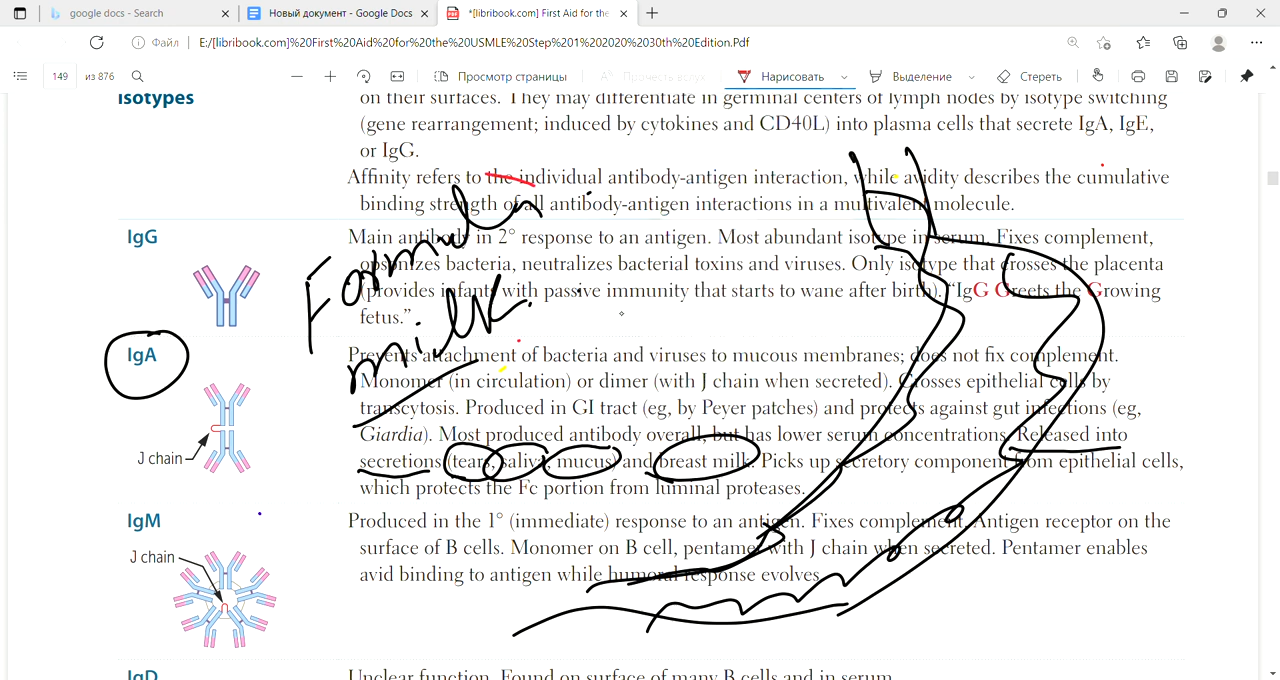 google docs - Search
Новый документ - Google Docs
*[libribook.com] First Aid for the
Файл
E:/[libribook.com]%20First%20Aid%20for%20the%20USMLE%20Step%201%202020%2030th%20Edition.Pdf
149 из 876
Просмотр страницы
Прочесть вслух
Нарисовать
Выделение
Стереть
isotypes
on their surfaces. They may differentiate in germinal centers of lymph nodes by isotype switching
(gene rearrangement; induced by cytokines and CD40L) into plasma cells that secrete IgA, IgE,
or IgG.
Affinity refers to the individual antibody-antigen interaction, while avidity describes the cumulative
binding strength of all antibody-antigen interactions in a multivalent molecule.
IgG
Main antibody in 2° response to an antigen. Most abundant isotype in serum. Fixes complement,
opsonizes bacteria, neutralizes bacterial toxins and viruses. Only isotype that crosses the placenta
(provides infants with passive immunity that starts to wane after birth). “IgG Greets the Growing
fetus.”
Formula
milk.
IgA
Prevents attachment of bacteria and viruses to mucous membranes; does not fix complement.
Monomer (in circulation) or dimer (with J chain when secreted). Crosses epithelial cells by
transcytosis. Produced in GI tract (eg, by Peyer patches) and protects against gut infections (eg,
Giardia). Most produced antibody overall, but has lower serum concentrations. Released into
secretions (tears, saliva, mucus) and breast milk. Picks up secretory component from epithelial cells,
which protects the Fc portion from luminal proteases.
J chain
IgM
Produced in the 1° (immediate) response to an antigen. Fixes complement. Antigen receptor on the
surface of B cells. Monomer on B cell, pentamer with J chain when secreted. Pentamer enables
avid binding to antigen while humoral response evolves.
J chain
IgD
Unclear function. Found on surface of many B cells and in serum.